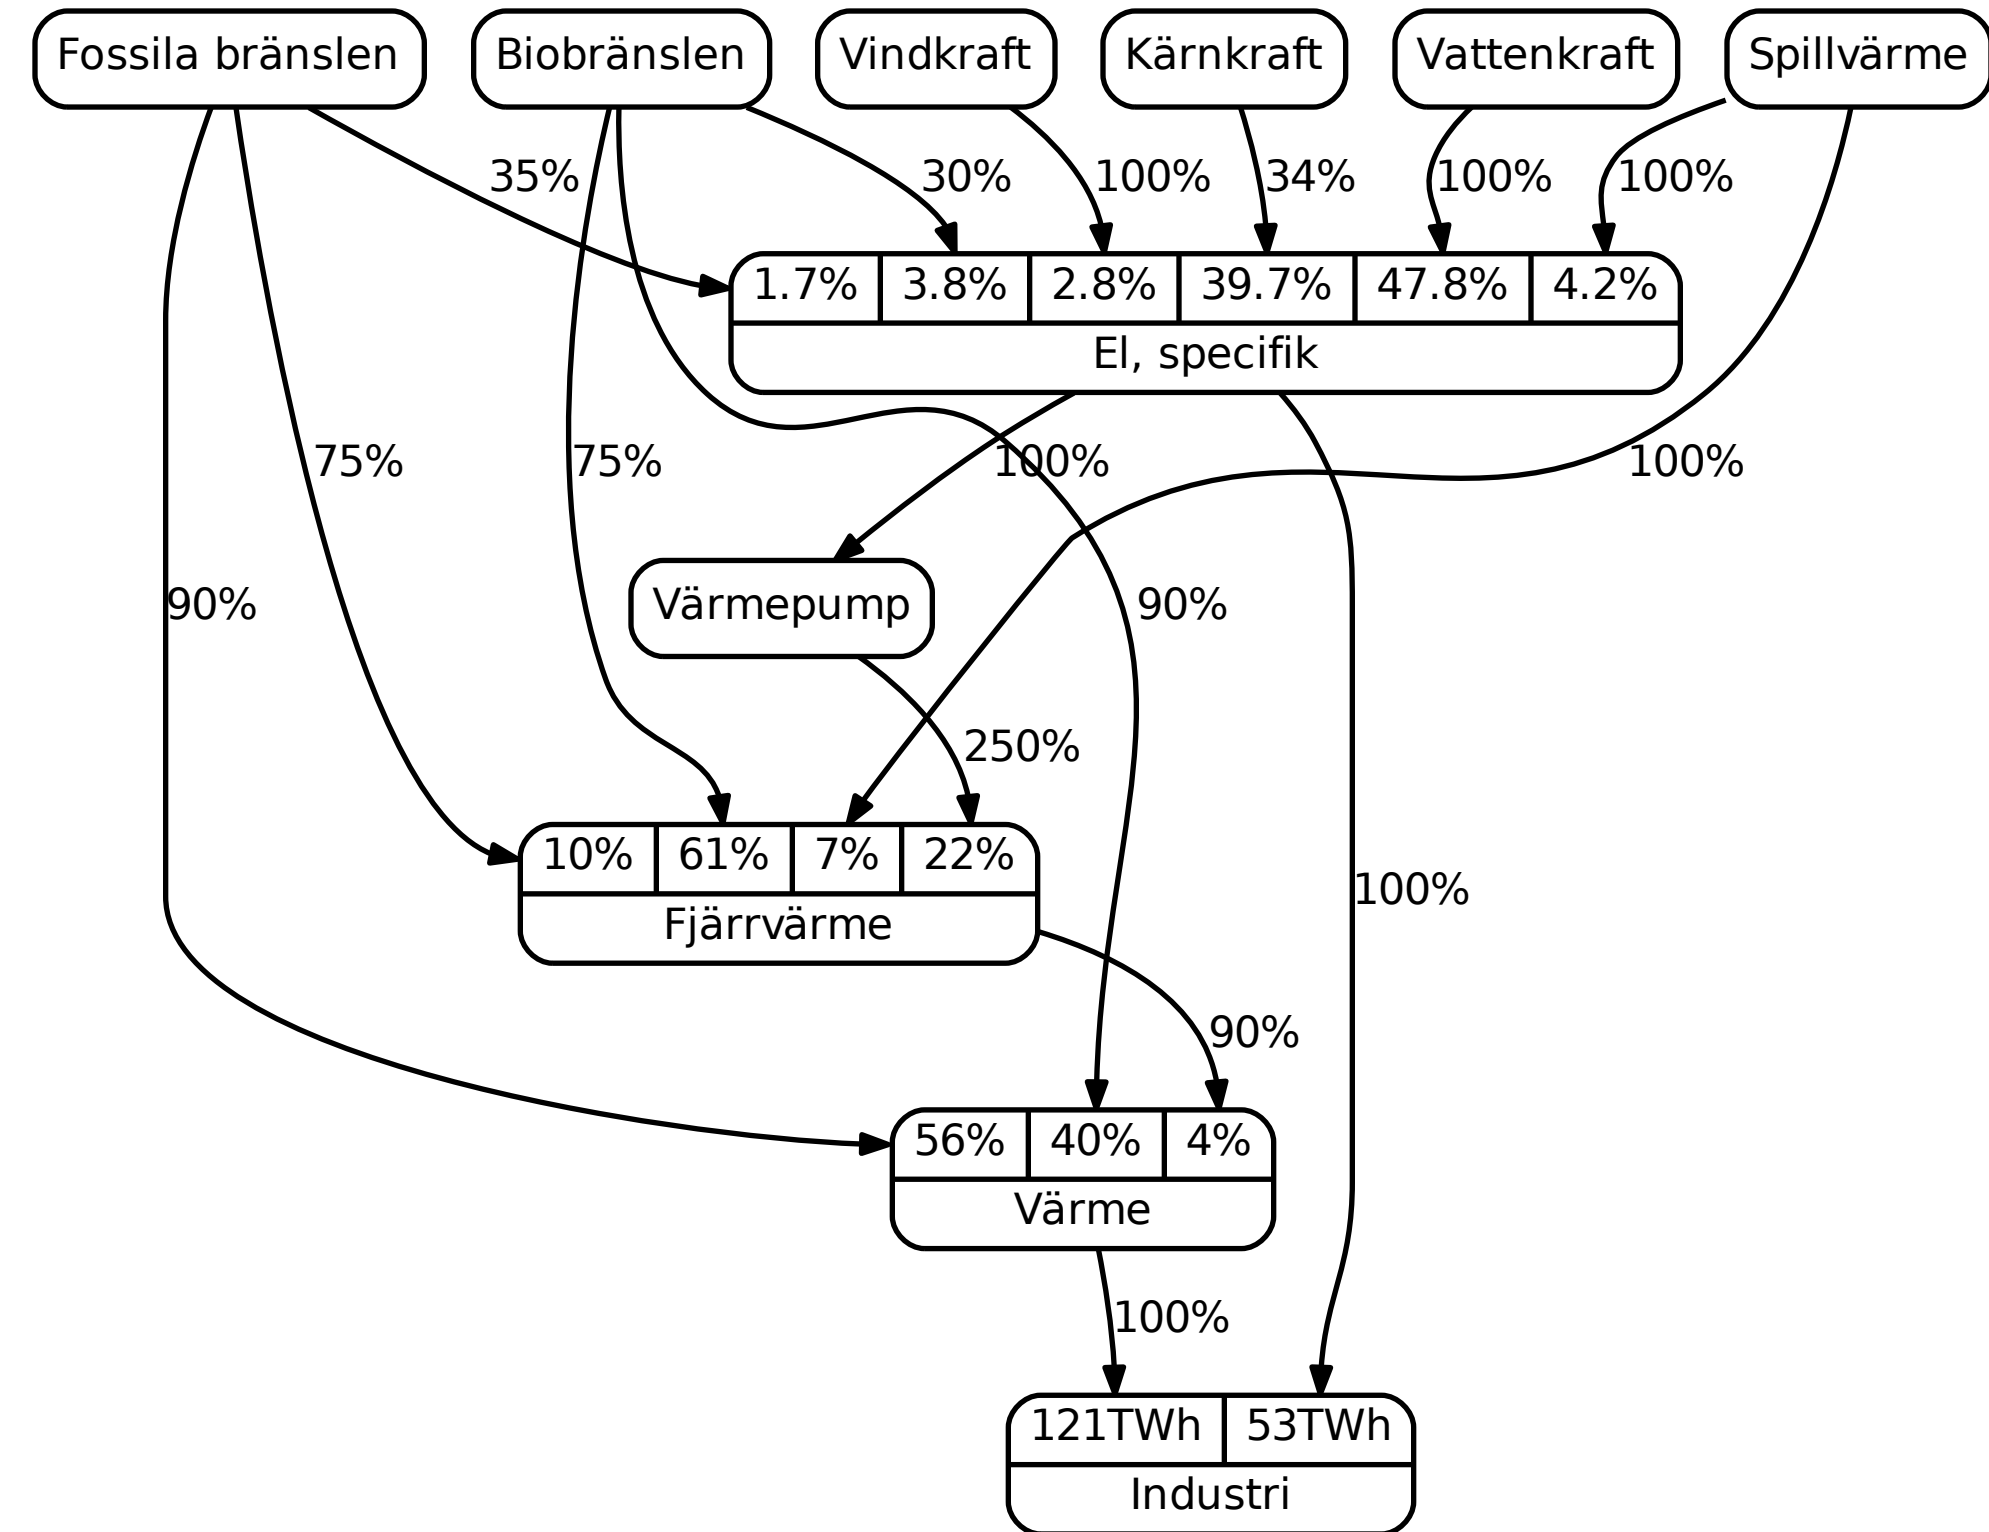 Fossila bränslen
Biobränslen
Vindkraft
Kärnkraft
Vattenkraft
Spillvärme
35%
30%
100%
34%
100%
100%
1.7%
3.8%
2.8%
39.7%
47.8%
4.2%
El, specifik
75%
75%
100%
100%
90%
Värmepump
90%
250%
10%
61%
7%
22%
Fjärrvärme
100%
90%
56%
40%
4%
Värme
100%
121TWh
53TWh
Industri